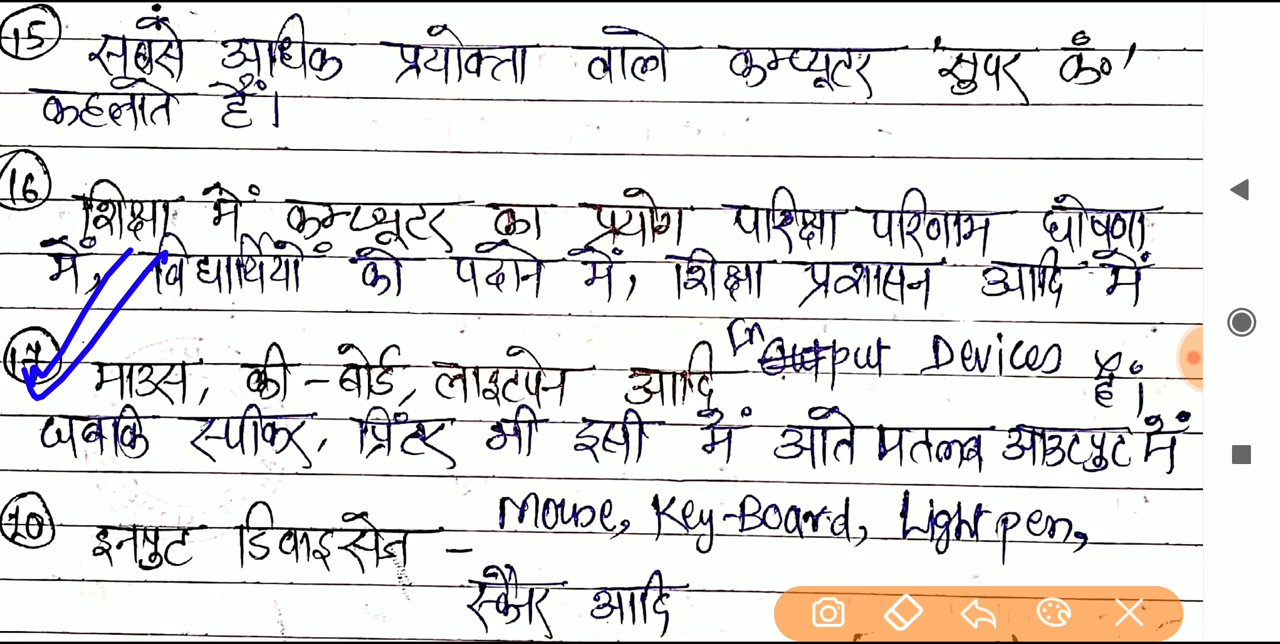 (15) सबसे अधिक प्रयोक्ता वाले कम्प्यूटर 'सुपर कं०'
कहलाते हैं।
(16) शिक्षा में कम्प्यूटर का प्रयोग परिक्षा परिणाम घोषणा
में, विद्यार्थियों को पढाने में, शिक्षा प्रशासन आदि में
(17) माउस, की-बोर्ड, लाइटपेन आदि Input Devices हैं।
जबकि स्पीकर, प्रिंटर भी इसी में आते मतलब आउटपुट में
इनपुट डिवाइसेज - Mouse, Key-Board, Light pen,
स्कैनर आदि